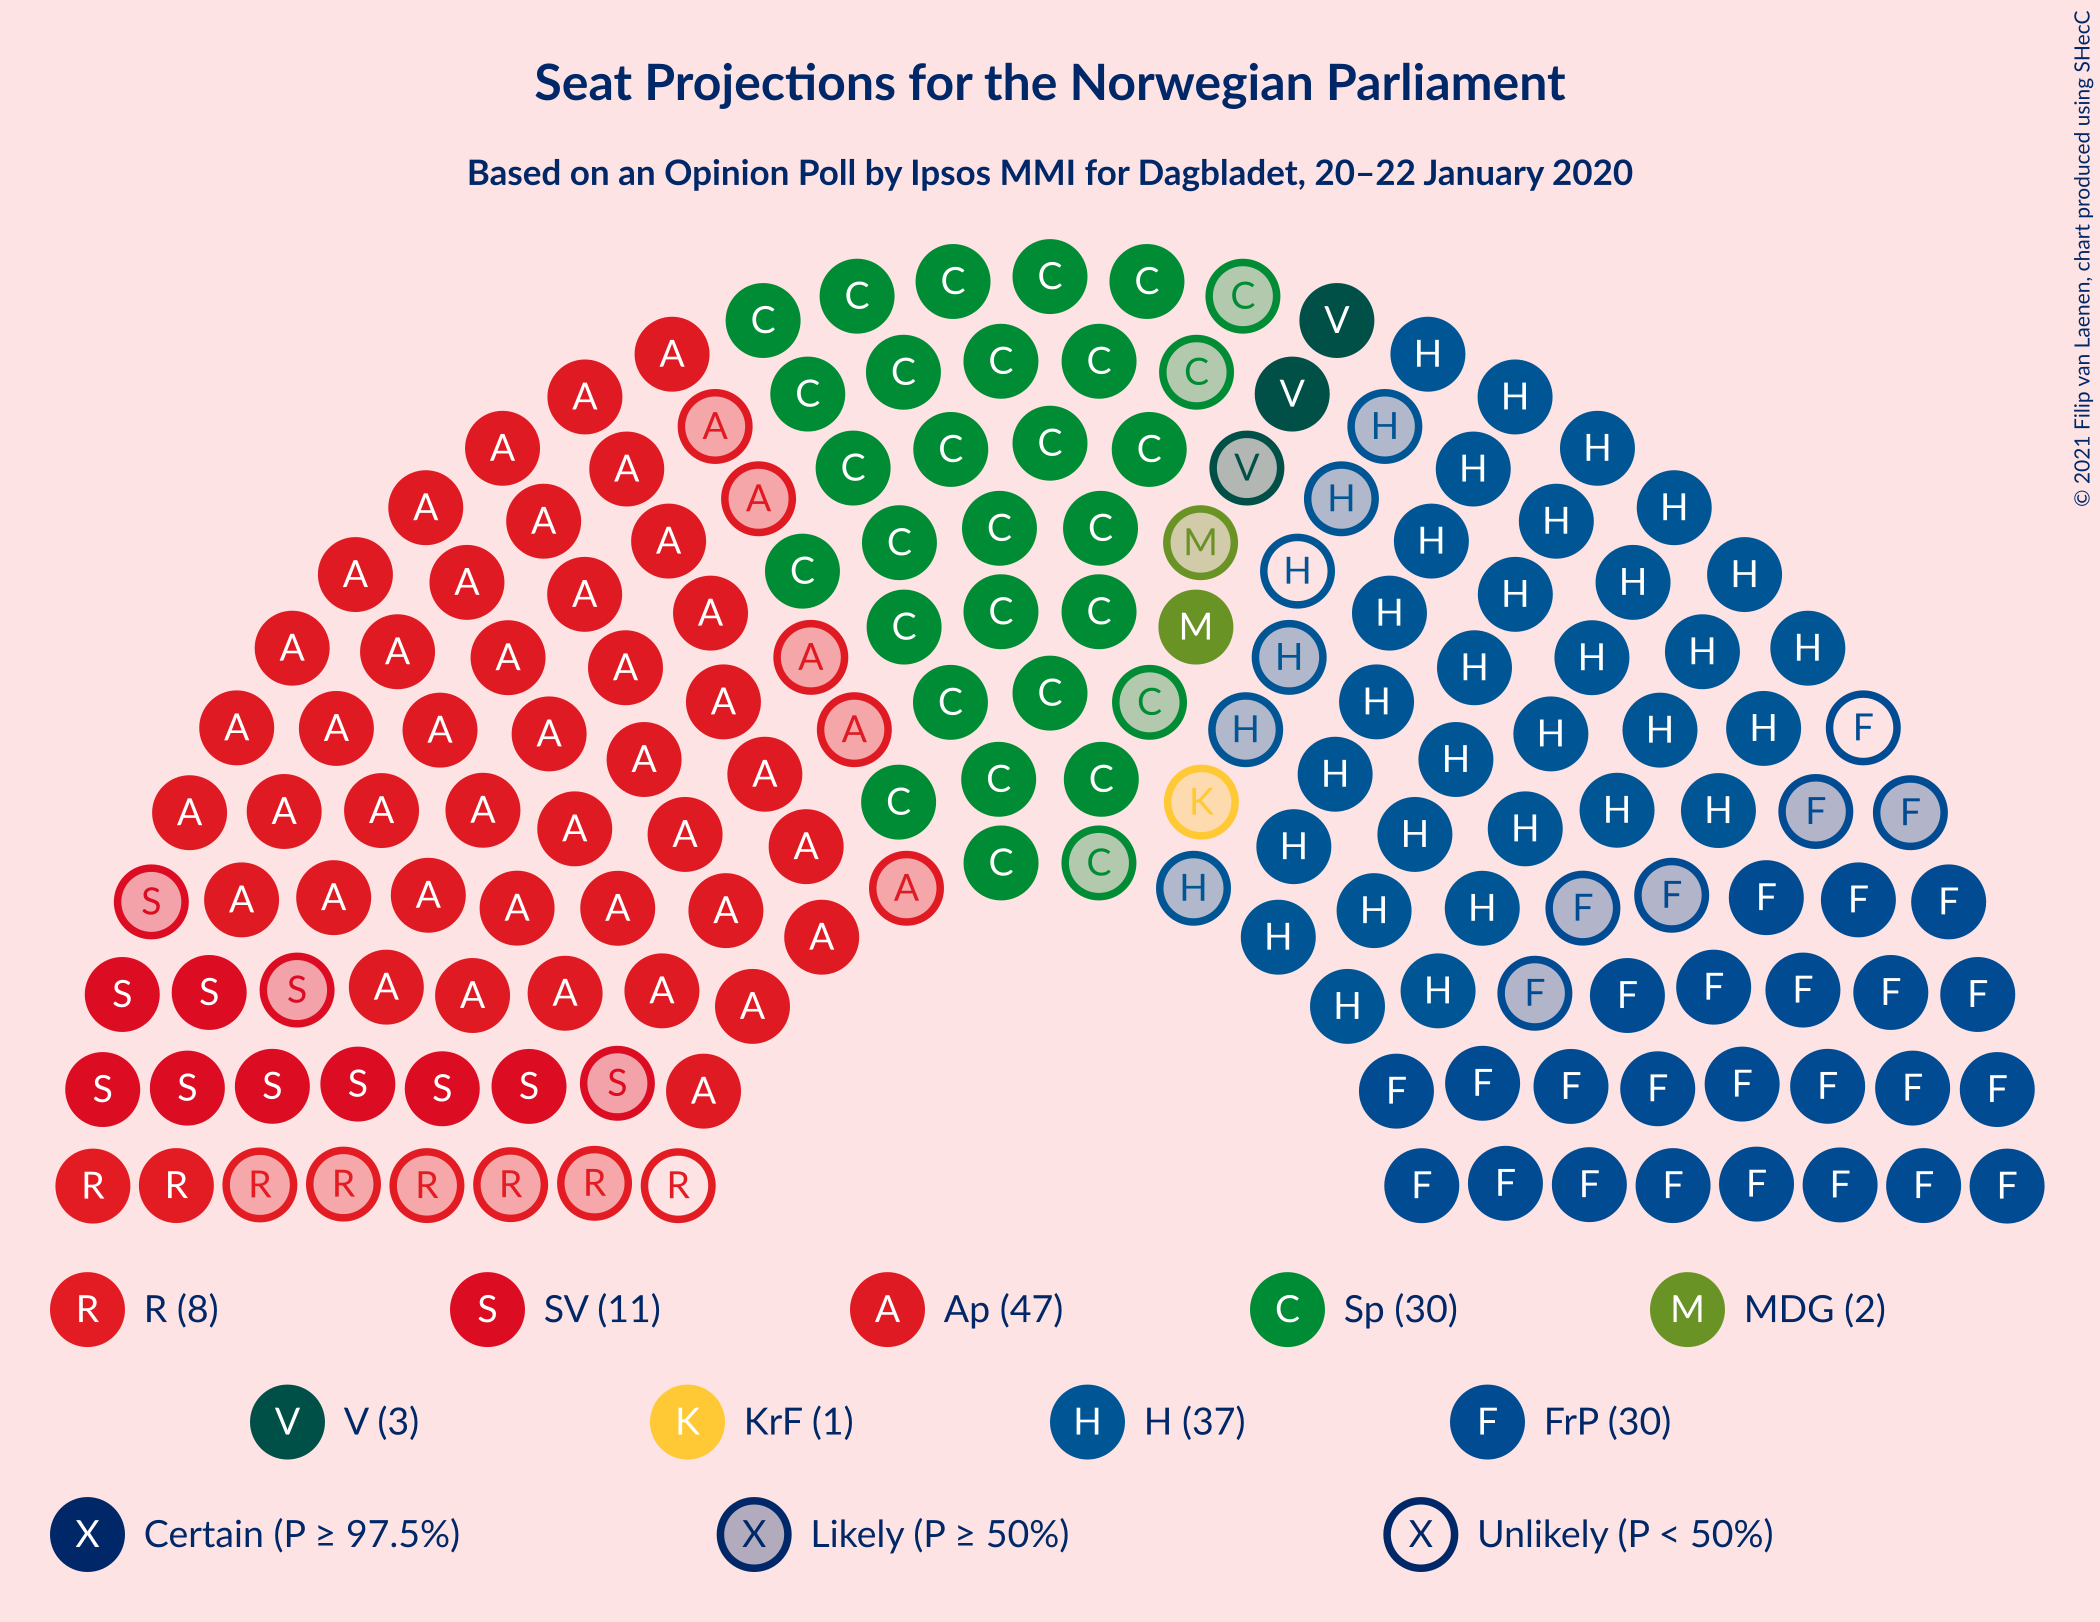 Seat Projections for the Norwegian Parliament
Based on an Opinion Poll by Ipsos MMI for Dagbladet, 20–22 January 2020
© 2021 Filip van Laenen, chart produced using SHecC
C C C C C C V
A C C C C C V H
A A C C C C V H H
A A A C C C M H H H
A A A C C C M H H H
A A A A C C C H H H H
A A A A C C C K H H H H
A A A A A C C H H H H H F
A A A A A A H H H H H F F
S A A A A A A H H H F F F F F
S S S A A A A A H H F F F F F F
S S S S S S S A F F F F F F F F
R R R R R R R R F F F F F F F F
R R (8) S SV (11) A Ap (47) C Sp (30) M MDG (2)
V V (3) K KrF (1) H H (37) F FrP (30)
X Certain (P ≥ 97.5%) X Likely (P ≥ 50%) X Unlikely (P < 50%)